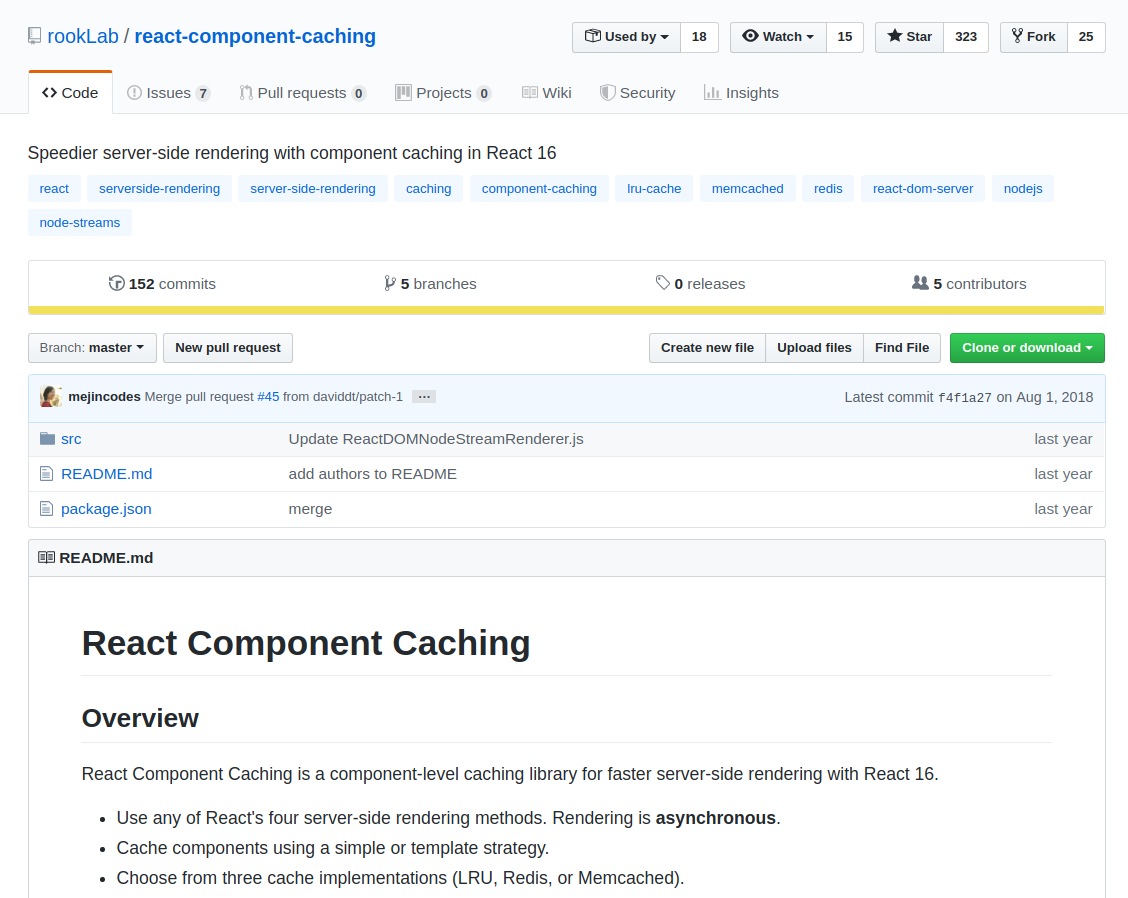 rookLab / react-component-caching
Used by 18 Watch 15 Star 323 Fork 25
Code Issues 7 Pull requests 0 Projects 0 Wiki Security Insights
Speedier server-side rendering with component caching in React 16
react serverside-rendering server-side-rendering caching component-caching lru-cache memcached redis react-dom-server nodejs
node-streams
152 commits 5 branches 0 releases 5 contributors
Branch: master New pull request Create new file Upload files Find File Clone or download
mejincodes Merge pull request #45 from daviddt/patch-1 ... Latest commit f4f1a27 on Aug 1, 2018
src Update ReactDOMNodeStreamRenderer.js last year
README.md add authors to README last year
package.json merge last year
README.md
React Component Caching
Overview
React Component Caching is a component-level caching library for faster server-side rendering with React 16.
• Use any of React's four server-side rendering methods. Rendering is asynchronous.
• Cache components using a simple or template strategy.
• Choose from three cache implementations (LRU, Redis, or Memcached).